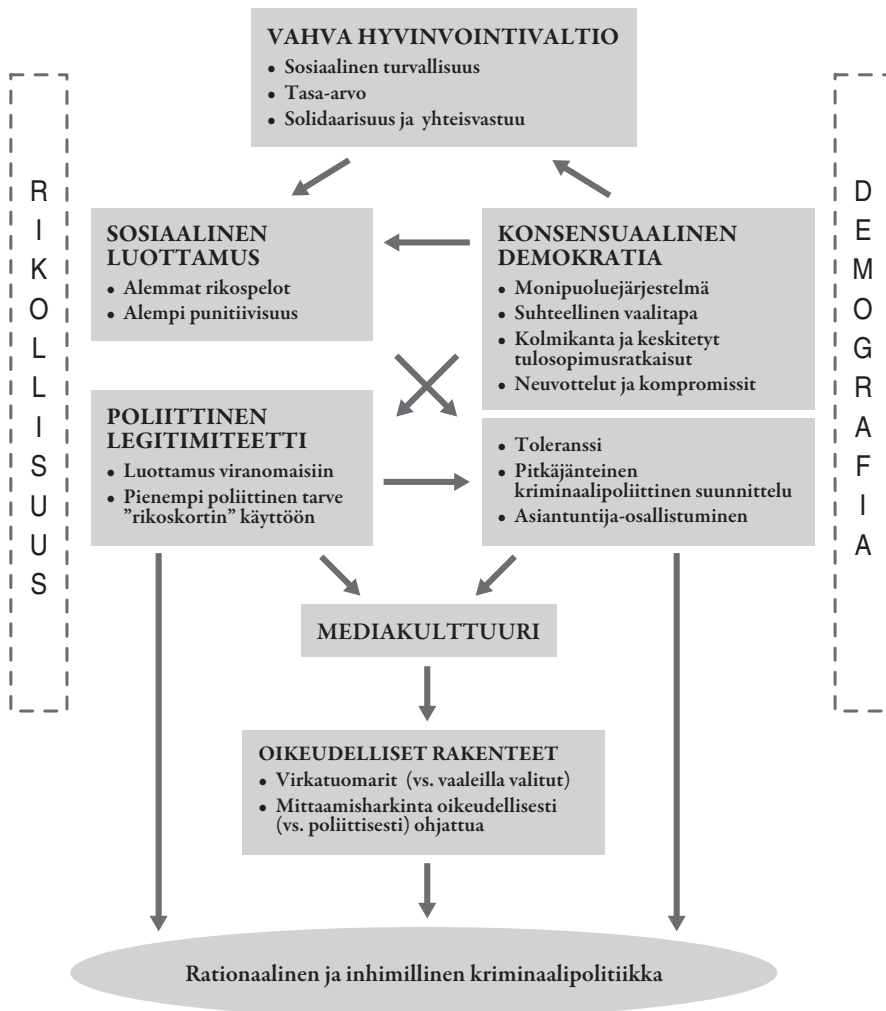 VAHVA HYVINVOINTIVALTIO
• Sosiaalinen turvallisuus
• Tasa-arvo
• Solidaarisuus ja yhteisvastuu
RIKOLLISUUS
DEMOGRAFIA
SOSIAALINEN
LUOTTAMUS
• Alemmat rikospelot
• Alempi punitiivisuus
KONSENSUAALINEN
DEMOKRATIA
• Monipuoluejärjestelmä
• Suhteellinen vaalitapa
• Kolmikanta ja keskitetyt
tulosopimusratkaisut
• Neuvottelut ja kompromissit
POLIITTINEN
LEGITIMITEETTI
• Luottamus viranomaisiin
• Pienempi poliittinen tarve
”rikoskortin” käyttöön
• Toleranssi
• Pitkäjänteinen
kriminaalipoliittinen suunnittelu
• Asiantuntija-osallistuminen
MEDIAKULTTUURI
OIKEUDELLISET RAKENTEET
• Virkatuomarit (vs. vaaleilla valitut)
• Mittaamisharkinta oikeudellisesti
(vs. poliittisesti) ohjattua
Rationaalinen ja inhimillinen kriminaalipolitiikka